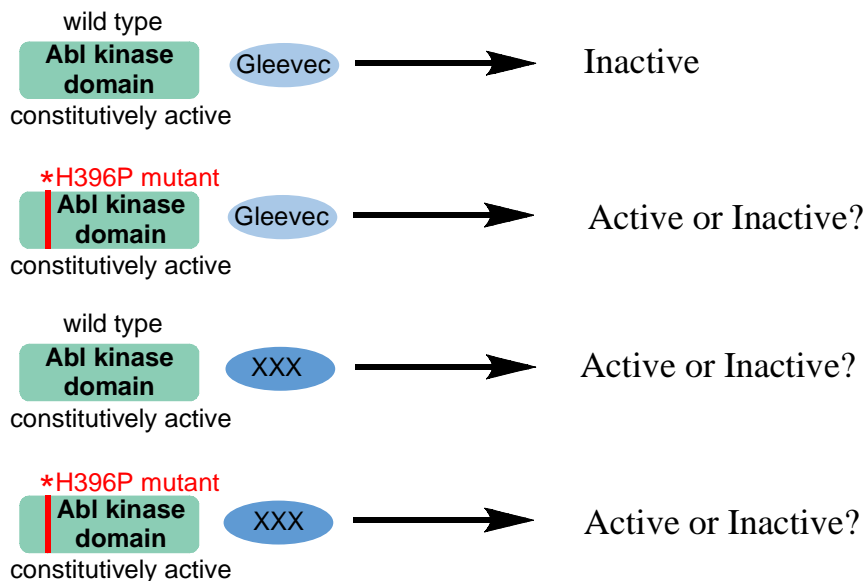 wild type
Abl kinase
domain
Gleevec
Inactive
constitutively active
*H396P mutant
Abl kinase
domain
Gleevec
Active or Inactive?
constitutively active
wild type
Abl kinase
domain
XXX
Active or Inactive?
constitutively active
*H396P mutant
Abl kinase
domain
XXX
Active or Inactive?
constitutively active